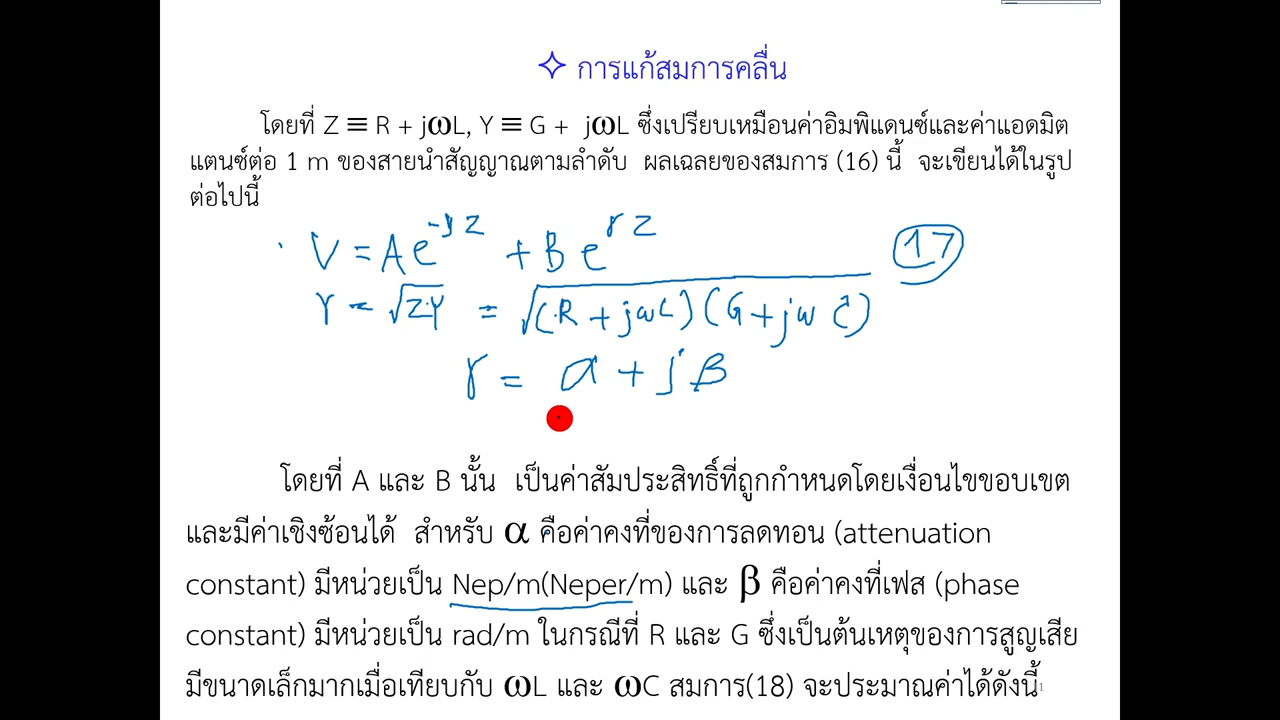 ✧ การแก้สมการคลื่น
โดยที่ Z ≡ R + jωL, Y ≡ G + jωL ซึ่งเปรียบเหมือนค่าอิมพิแดนซ์และค่าแอดมิต
แตนซ์ต่อ 1 m ของสายนำสัญญาณตามลำดับ ผลเฉลยของสมการ (16) นี้ จะเขียนได้ในรูป
ต่อไปนี้
V = Ae^-γz + Be^γz 17
γ = √ZY = √(R + jωL)(G + jωC)
γ = α + jβ
โดยที่ A และ B นั้น เป็นค่าสัมประสิทธิ์ที่ถูกกำหนดโดยเงื่อนไขขอบเขต
และมีค่าเชิงซ้อนได้ สำหรับ α คือค่าคงที่ของการลดทอน (attenuation
constant) มีหน่วยเป็น Nep/m(Neper/m) และ β คือค่าคงที่เฟส (phase
constant) มีหน่วยเป็น rad/m ในกรณีที่ R และ G ซึ่งเป็นต้นเหตุของการสูญเสีย
มีขนาดเล็กมากเมื่อเทียบกับ ωL และ ωC สมการ(18) จะประมาณค่าได้ดังนี้